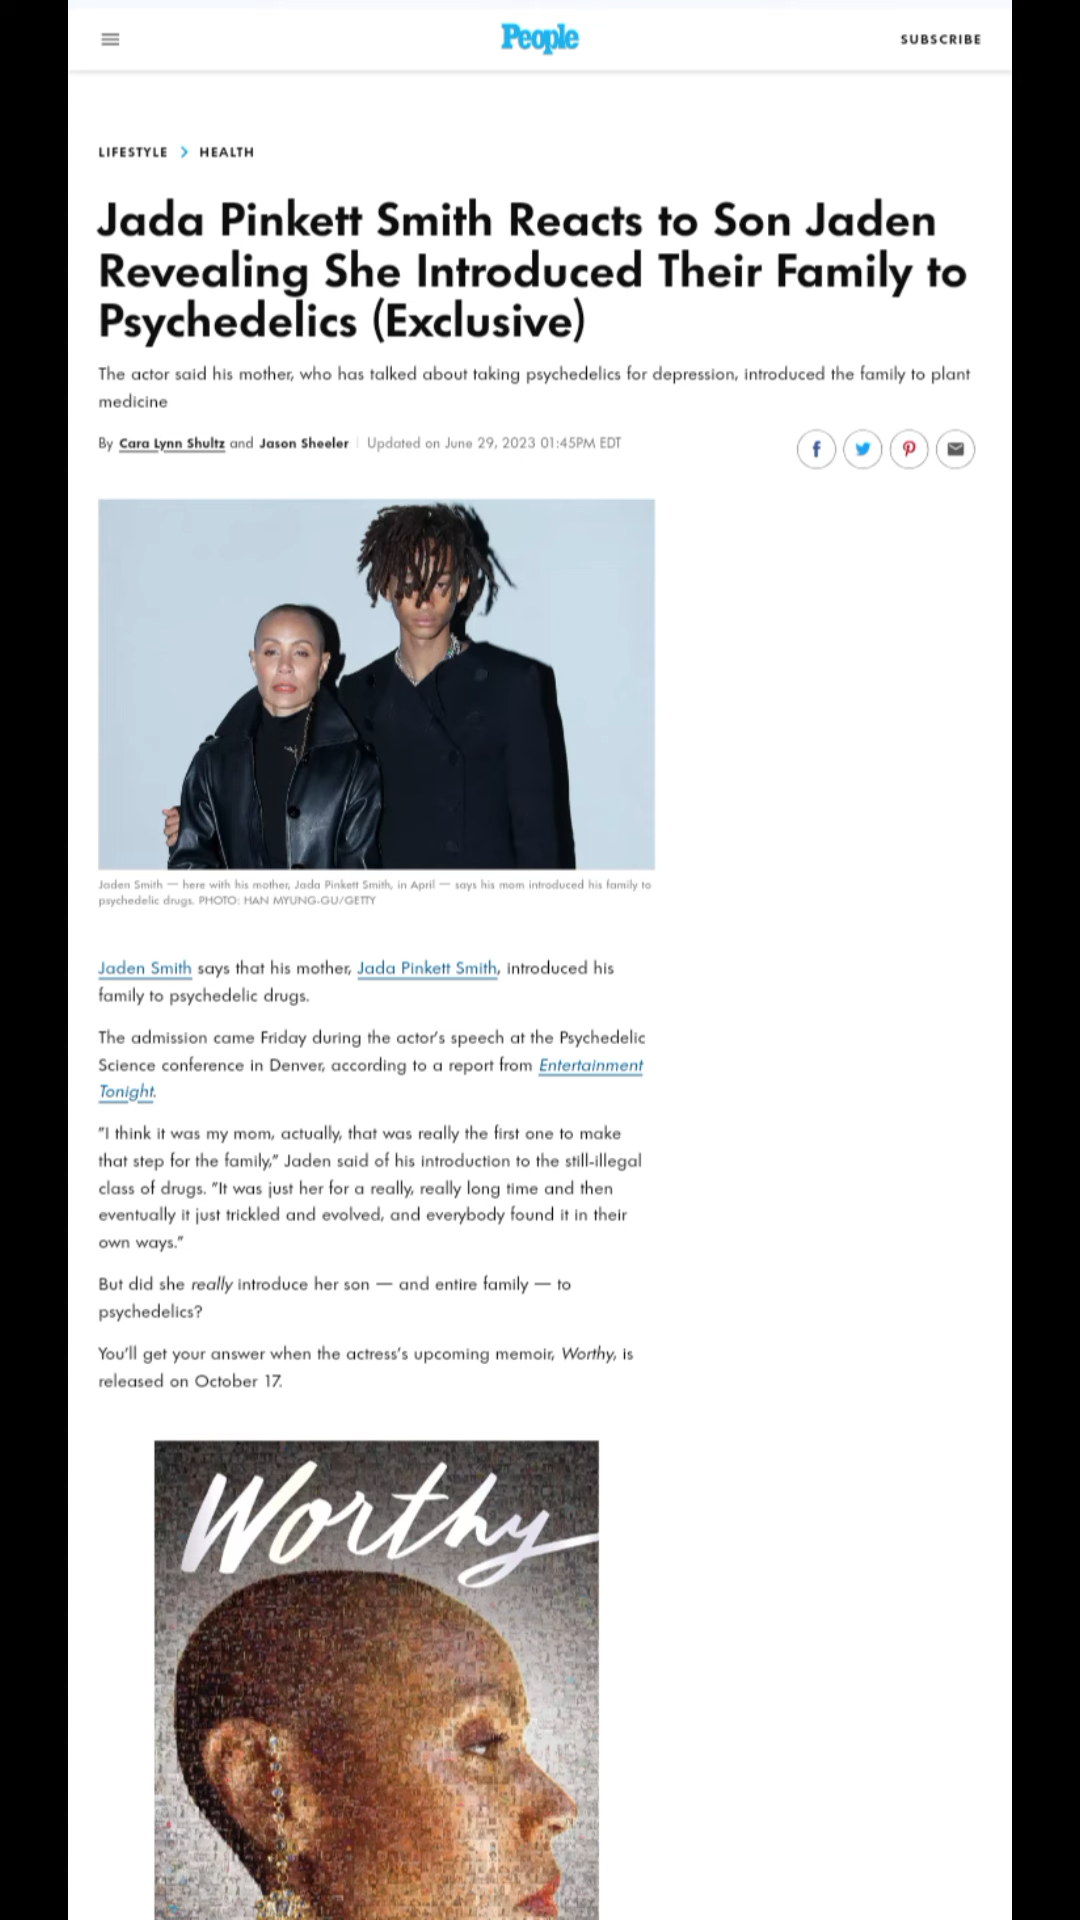 People
SUBSCRIBE
LIFESTYLE > HEALTH
Jada Pinkett Smith Reacts to Son Jaden
Revealing She Introduced Their Family to
Psychedelics (Exclusive)
The actor said his mother, who has talked about taking psychedelics for depression, introduced the family to plant
medicine
By Cara Lynn Shultz and Jason Sheeler | Updated on June 29, 2023 01:45PM EDT
Jaden Smith — here with his mother, Jada Pinkett Smith, in April — says his mom introduced his family to
psychedelic drugs. PHOTO: HAN MYUNG-GU/GETTY
Jaden Smith says that his mother, Jada Pinkett Smith, introduced his
family to psychedelic drugs.
The admission came Friday during the actor's speech at the Psychedelic
Science conference in Denver, according to a report from Entertainment
Tonight.
"I think it was my mom, actually, that was really the first one to make
that step for the family," Jaden said of his introduction to the still-illegal
class of drugs. "It was just her for a really, really long time and then
eventually it just trickled and evolved, and everybody found it in their
own ways."
But did she really introduce her son — and entire family — to
psychedelics?
You'll get your answer when the actress's upcoming memoir, Worthy, is
released on October 17.
Worthy